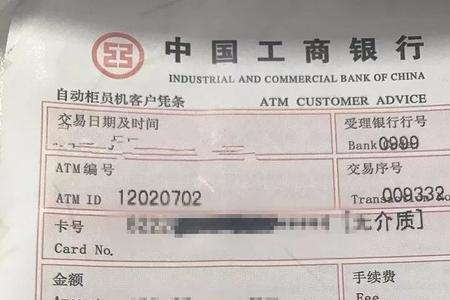 中国工商银行
INDUSTRIAL AND COMMERCIAL BANK OF CHINA
自动柜员机客户凭条 ATM CUSTOMER ADVICE
交易日期及时间 受理银行行号
Bank 0999
ATM 编号 交易序号
ATM ID 12020702 009332
卡号 [无介质]
Card No.
金额 手续费
Fee